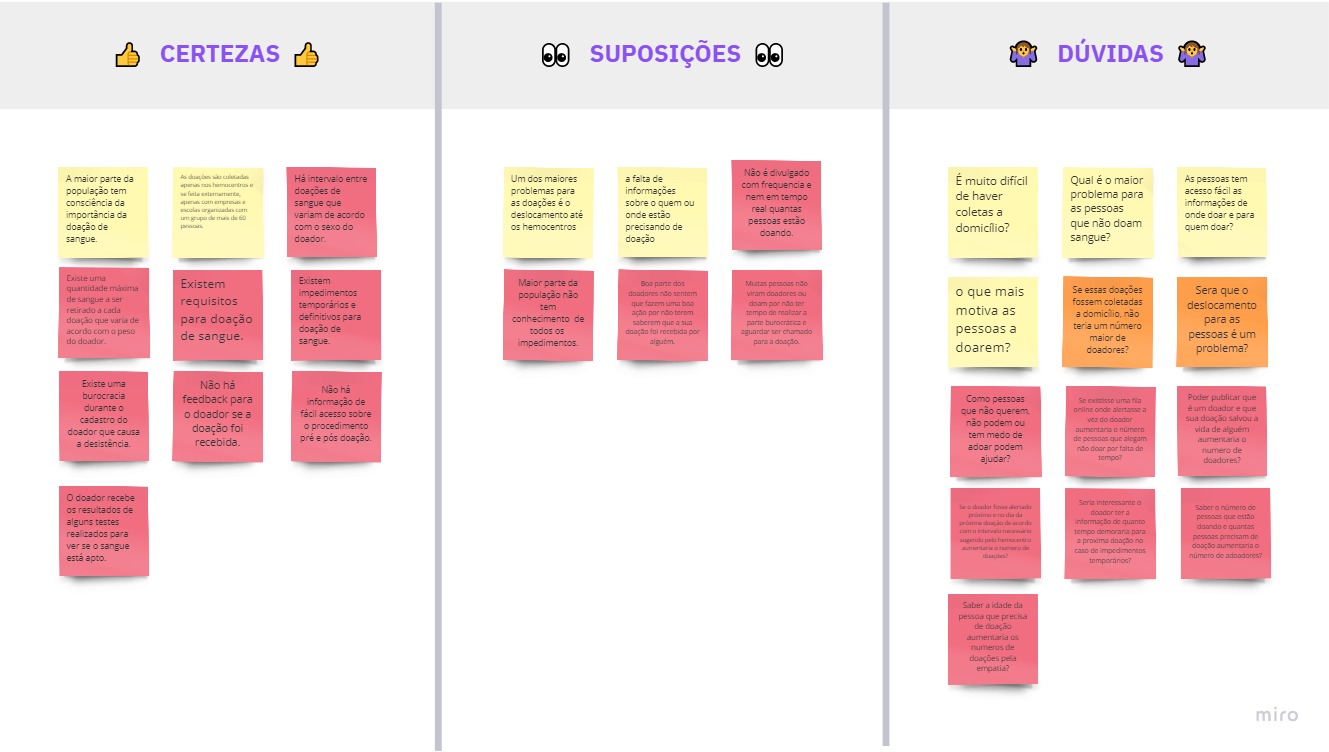 CERTEZAS
SUPOSIÇÕES
DÚVIDAS
A maior parte da
população tem
consciência da
importância da
doação de
sangue.
As doações são coletadas
apenas nos hemocentros e
se feita externamente,
apenas com empresas e
escolas organizadas com
um grupo de mais de 60
pessoas.
Há intervalo entre
doações de
sangue que
variam de acordo
com o sexo do
doador.
Existe uma
quantidade máxima
de sangue a ser
retirado a cada
doação que varia de
acordo com o peso
do doador.
Existem
requisitos
para doação
de sangue.
Existem
impedimentos
temporários e
definitivos para
doação de
sangue.
Existe uma
burocracia
durante o
cadastro do
doador que causa
a desistência.
Não há
feedback para
o doador se a
doação foi
recebida.
Não há
informação de
fácil acesso sobre
o procedimento
pré e pós doação.
O doador recebe
os resultados de
alguns testes
realizados para
ver se o sangue
está apto.
Um dos maiores
problemas para
as doações é o
deslocamento até
os hemocentros
a falta de
informações
sobre o quem ou
onde estão
precisando de
doação
Não é divulgado
com frequencia e
nem em tempo
real quantas
pessoas estão
doando.
Maior parte da
população não
tem
conhecimento de
todos os
impedimentos.
Boa parte dos
doadores não sentem
que fazem uma boa
ação por não terem
saberem que a sua
doação foi recebida por
alguém.
Muitas pessoas não
viram doadores ou
doam por não ter
tempo de realizar a
parte burocrática e
aguardar ser chamado
para a doação.
É muito difícil
de haver
coletas a
domicílio?
Qual é o maior
problema para
as pessoas
que não doam
sangue?
As pessoas tem
acesso fácil as
informações de
onde doar e para
quem doar?
o que mais
motiva as
pessoas a
doarem?
Se essas doações
fossem coletadas
a domicílio, não
teria um número
maior de
doadores?
Sera que o
deslocamento
para as
pessoas é um
problema?
Como pessoas
que não querem,
não podem ou
tem medo de
adoar podem
ajudar?
Se existisse uma fila
online onde alertasse a
vez do doador
aumentaria o número
de pessoas que alegam
não doar por falta de
tempo?
Poder publicar que
é um doador e que
sua doação salvou a
vida de alguém
aumentaria o
numero de
doadores?
Se o doador fosse alertado
próximo e no dia da
próxima doação de acordo
com o intervalo necessário
sugerido pelo hemocentro
aumentaria o numero de
doações?
Seria interessante o
doador ter a
informação de quanto
tempo demoraria para
a proxima doação no
caso de impedimentos
temporários?
Saber o número de
pessoas que estão
doando e quantas
pessoas precisam de
doação aumentaria o
número de adoadores?
Saber a idade da
pessoa que precisa
de doação
aumentaria os
numeros de
doações pela
empatia?
miro